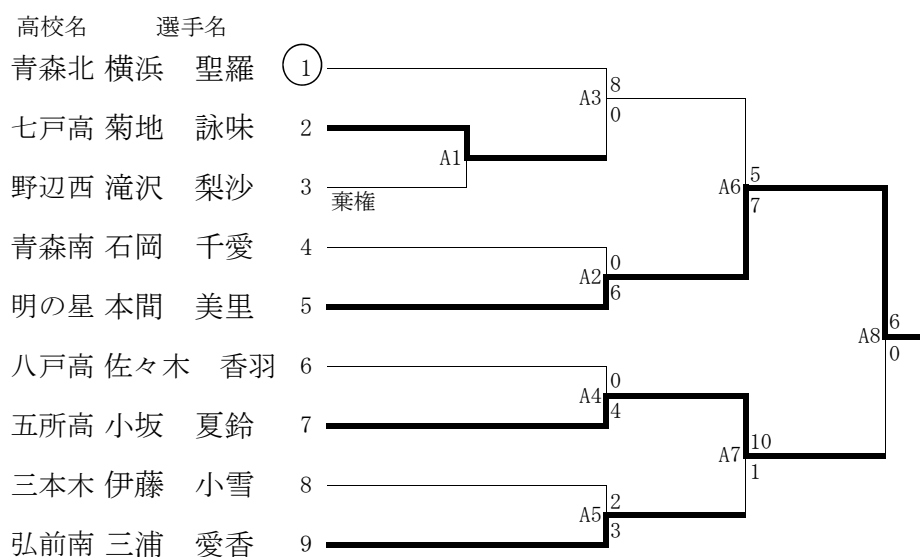 高校名 選手名
青森北 横浜 聖羅 1
8
A3
0
七戸高 菊地 詠味 2
A1
5
A6
7
野辺西 滝沢 梨沙 3
棄権
青森南 石岡 千愛 4
0
A2
6
明の星 本間 美里 5
6
A8
0
八戸高 佐々木 香羽 6
0
A4
4
五所高 小坂 夏鈴 7
10
A7
1
三本木 伊藤 小雪 8
2
A5
3
弘前南 三浦 愛香 9